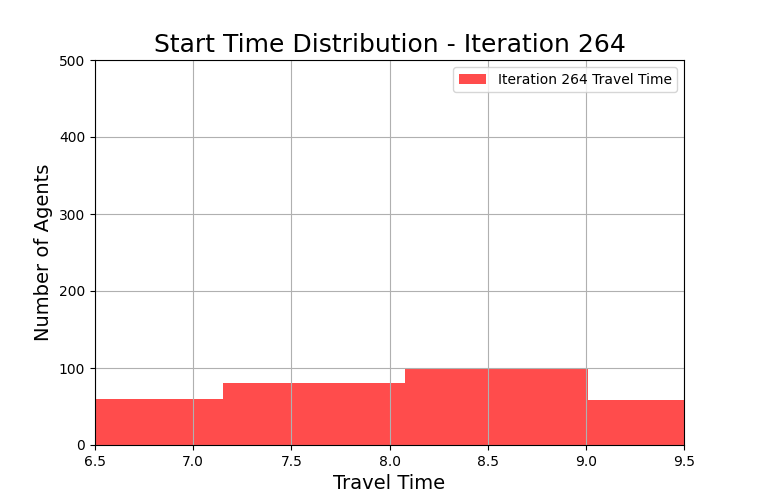 Start Time Distribution - Iteration 264
Iteration 264 Travel Time
Number of Agents
500
400
300
200
100
0
6.5 7.0 7.5 8.0 8.5 9.0 9.5
Travel Time